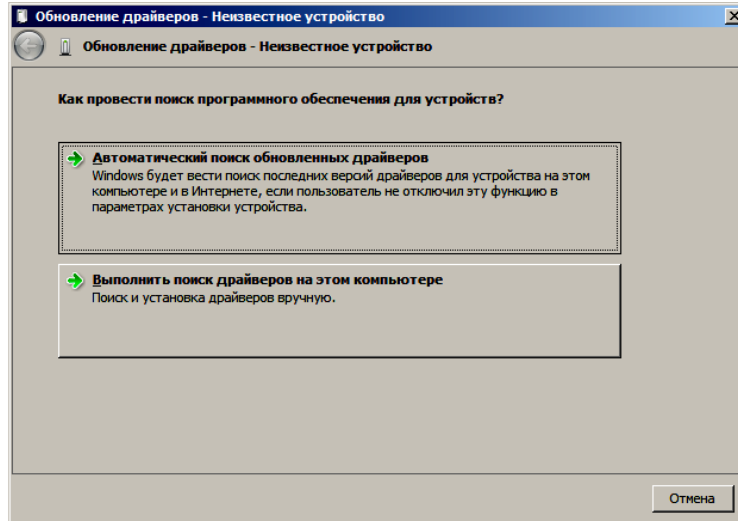 Обновление драйверов - Неизвестное устройство
Обновление драйверов - Неизвестное устройство
Как провести поиск программного обеспечения для устройств?
Автоматический поиск обновленных драйверов
Windows будет вести поиск последних версий драйверов для устройства на этом
компьютере и в Интернете, если пользователь не отключил эту функцию в
параметрах установки устройства.
Выполнить поиск драйверов на этом компьютере
Поиск и установка драйверов вручную.
Отмена